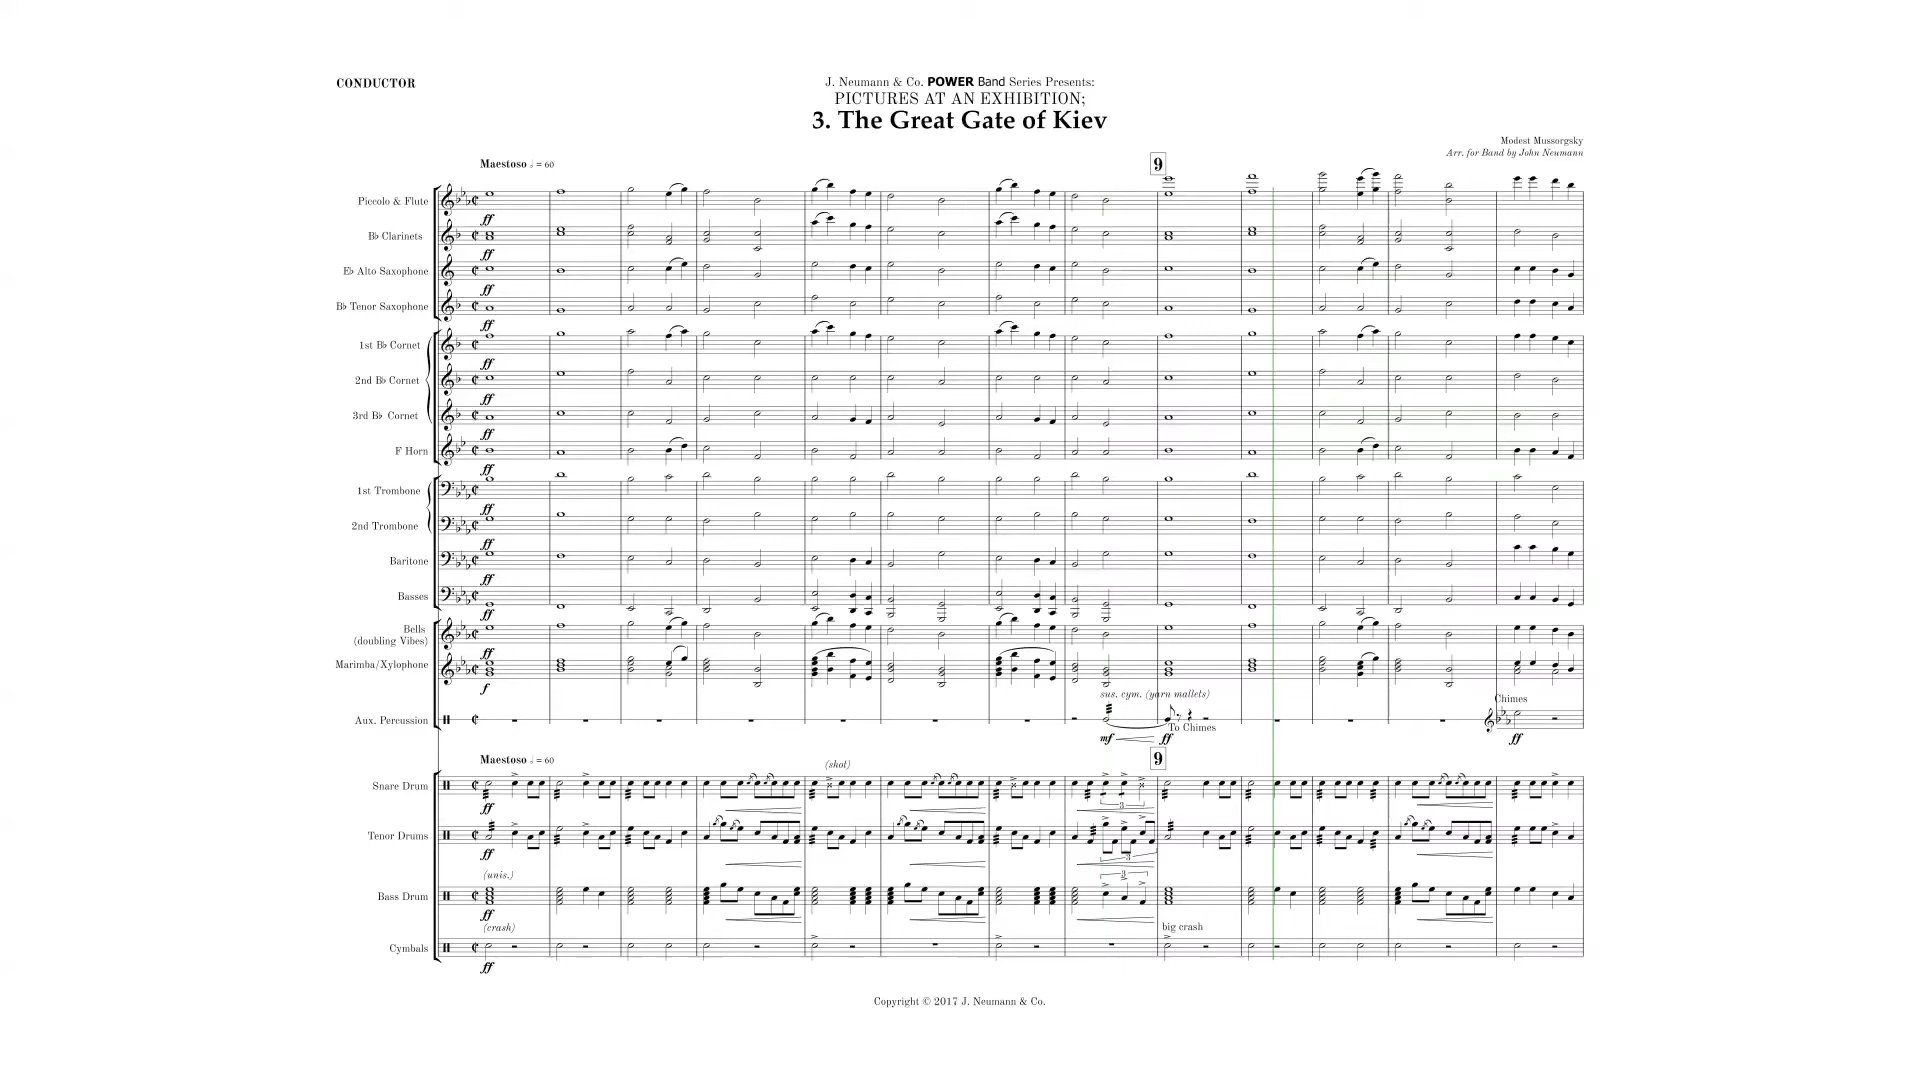 CONDUCTOR
J. Neumann & Co. POWER Band Series Presents:
PICTURES AT AN EXHIBITION;
3. The Great Gate of Kiev
Modest Mussorgsky
Arr. for Band by John Neumann
Maestoso 𝅗𝅥 = 60
9
Piccolo & Flute
ff
B♭ Clarinets
ff
E♭ Alto Saxophone
ff
B♭ Tenor Saxophone
ff
1st B♭ Cornet
ff
2nd B♭ Cornet
ff
3rd B♭ Cornet
ff
F Horn
ff
1st Trombone
ff
2nd Trombone
ff
Baritone
ff
Basses
ff
Bells
(doubling Vibes)
ff
Marimba/Xylophone
f
sus. cym. (yarn mallets)
Chimes
Aux. Percussion
To Chimes
mf ff ff
Maestoso 𝅗𝅥 = 60
9
(shot)
Snare Drum
3
ff
Tenor Drums
3
ff
(unis.)
3
Bass Drum
ff
(crash)
big crash
Cymbals
ff
Copyright © 2017 J. Neumann & Co.